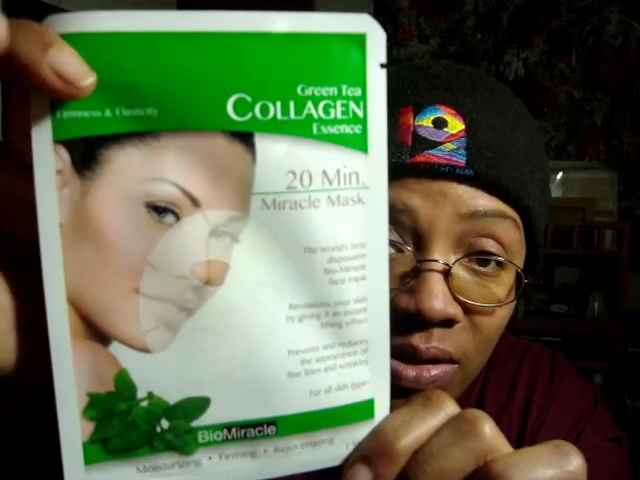 Green Tea
COLLAGEN
Essence
Firmness & Elasticity
20 Min.
Miracle Mask
The world's best
disposable
Bio-Miracle
face mask
Revitalizes your skin
by giving it an instant
lifting effect
Prevents and reduces
the appearance of
fine lines and wrinkles
For all skin types
BioMiracle
Moisturizing • Firming • Rejuvenating